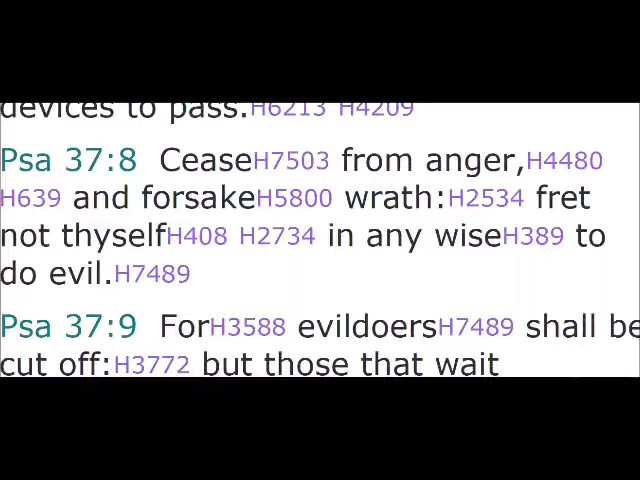 devices to pass.H6213 H4209
Psa 37:8 CeaseH7503 from anger,H4480
H639 and forsakeH5800 wrath:H2534 fret
not thyselfH408 H2734 in any wiseH389 to
do evil.H7489
Psa 37:9 ForH3588 evildoersH7489 shall be
cut off:H3772 but those that wait